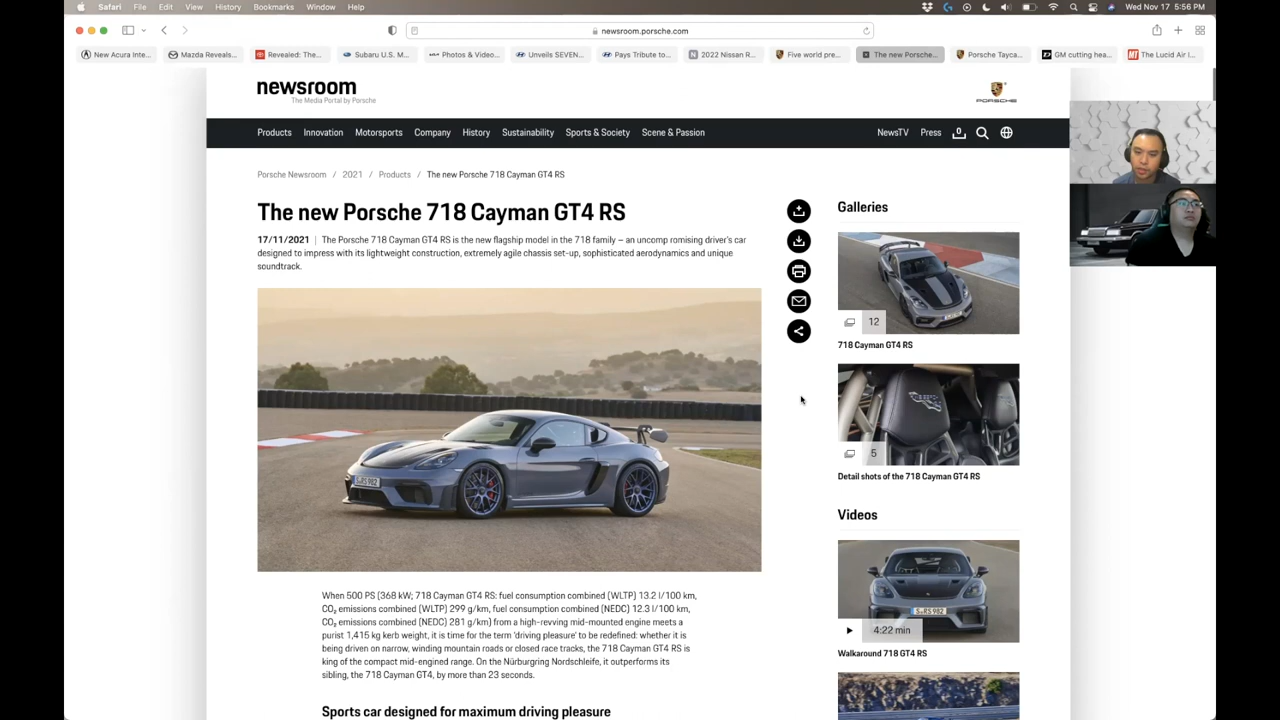 Safari File Edit View History Bookmarks Window Help
Wed Nov 17 5:56 PM
newsroom.porsche.com
New Acura Inte...
Mazda Reveals...
Revealed: The...
Subaru U.S. M...
Photos & Video...
Unveils SEVEN...
Pays Tribute to...
2022 Nissan R...
Five world pre...
The new Porsche...
Porsche Tayca...
GM cutting hea...
The Lucid Air I...
newsroom
The Media Portal by Porsche
PORSCHE
Products Innovation Motorsports Company History Sustainability Sports & Society Scene & Passion
NewsTV Press 0
Porsche Newsroom / 2021 / Products / The new Porsche 718 Cayman GT4 RS
The new Porsche 718 Cayman GT4 RS
17/11/2021 | The Porsche 718 Cayman GT4 RS is the new flagship model in the 718 family – an uncomp romising driver's car
designed to impress with its lightweight construction, extremely agile chassis set-up, sophisticated aerodynamics and unique
soundtrack.
S·RS 982
When 500 PS (368 kW; 718 Cayman GT4 RS: fuel consumption combined (WLTP) 13.2 l/100 km,
CO₂ emissions combined (WLTP) 299 g/km, fuel consumption combined (NEDC) 12.3 l/100 km,
CO₂ emissions combined (NEDC) 281 g/km) from a high-revving mid-mounted engine meets a
purist 1,415 kg kerb weight, it is time for the term 'driving pleasure' to be redefined: whether it is
being driven on narrow, winding mountain roads or closed race tracks, the 718 Cayman GT4 RS is
king of the compact mid-engined range. On the Nürburgring Nordschleife, it outperforms its
sibling, the 718 Cayman GT4, by more than 23 seconds.
Sports car designed for maximum driving pleasure
Galleries
12
718 Cayman GT4 RS
5
Detail shots of the 718 Cayman GT4 RS
Videos
S·RS 982
4:22 min
Walkaround 718 GT4 RS